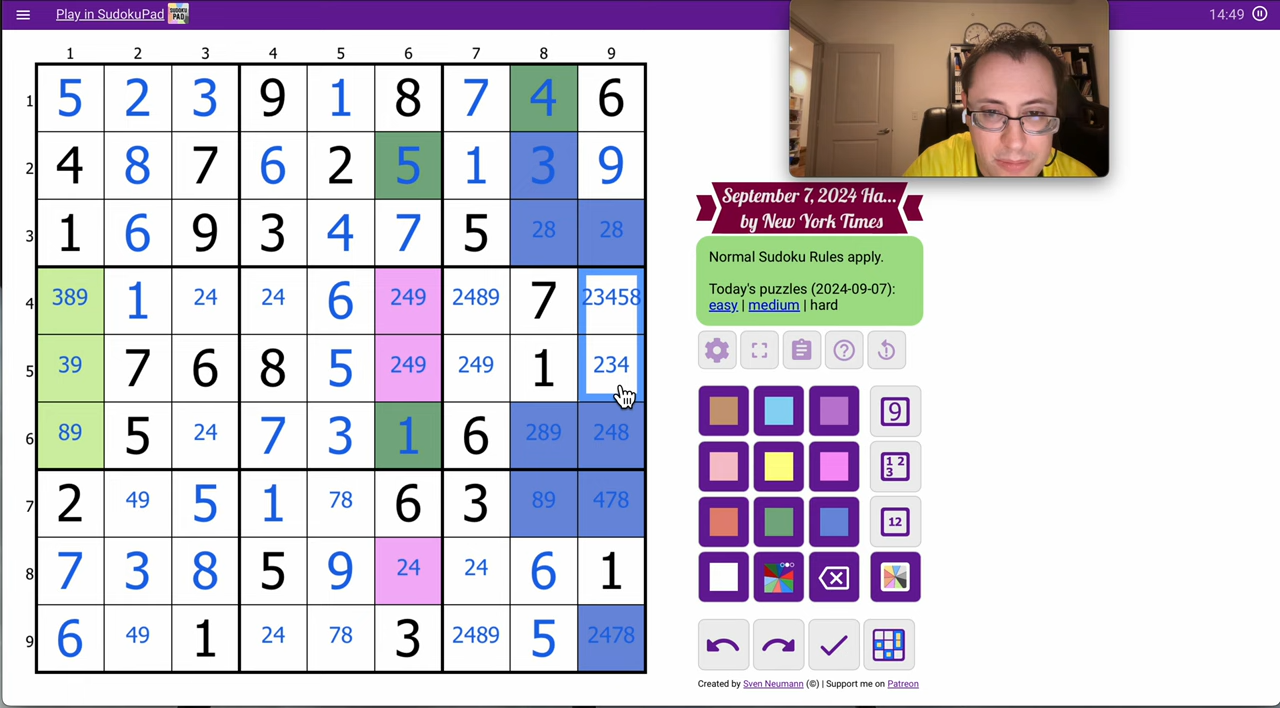 Play in SudokuPad SUDOKU PAD 14:49
1 2 3 4 5 6 7 8 9
1 5 2 3 9 1 8 7 4 6
2 4 8 7 6 2 5 1 3 9
3 1 6 9 3 4 7 5 28 28
4 389 1 24 24 6 249 2489 7 23458
5 39 7 6 8 5 249 249 1 234
6 89 5 24 7 3 1 6 289 248
7 2 49 5 1 78 6 3 89 478
8 7 3 8 5 9 24 24 6 1
9 6 49 1 24 78 3 2489 5 2478
September 7, 2024 Ha...
by New York Times
Normal Sudoku Rules apply.
Today's puzzles (2024-09-07):
easy | medium | hard
9
1 2
3
12
Created by Sven Neumann (©) | Support me on Patreon